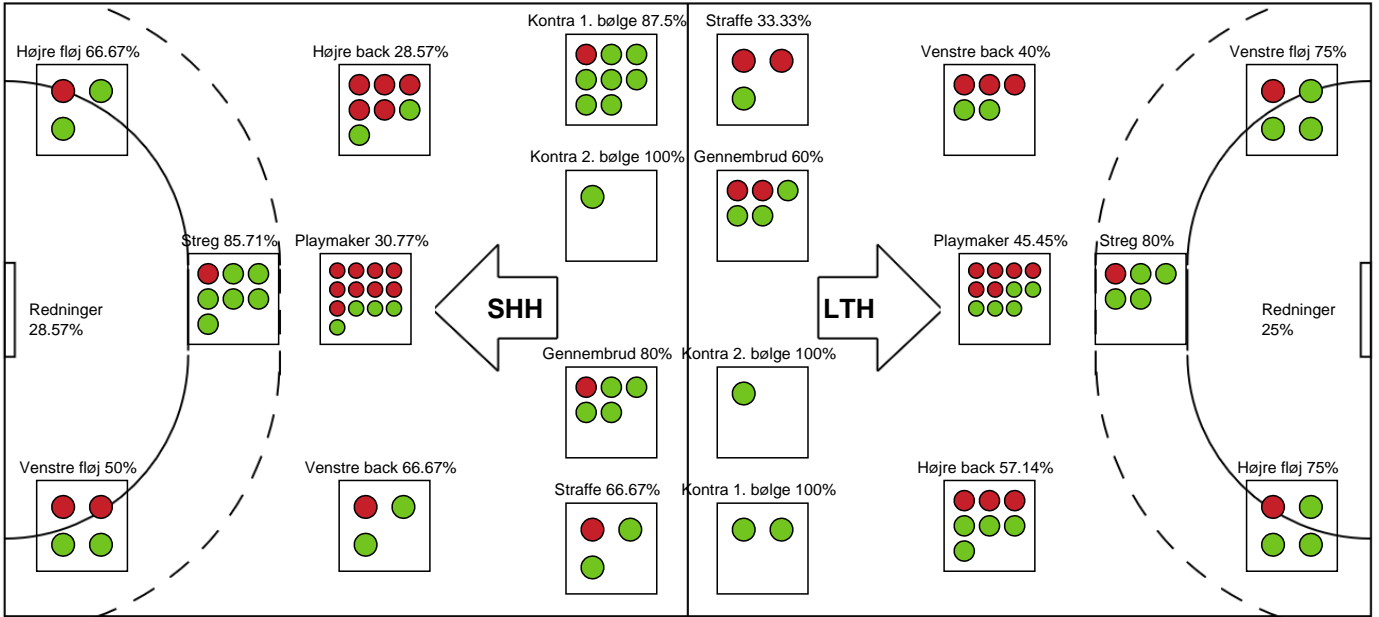 Kontra 1. bølge 87.5%
Straffe 33.33%
Højre fløj 66.67%
Højre back 28.57%
Venstre back 40%
Venstre fløj 75%
Kontra 2. bølge 100%
Gennembrud 60%
Streg 85.71%
Playmaker 30.77%
Playmaker 45.45%
Streg 80%
Redninger
28.57%
SHH
LTH
Redninger
25%
Gennembrud 80%
Kontra 2. bølge 100%
Venstre fløj 50%
Venstre back 66.67%
Højre back 57.14%
Højre fløj 75%
Straffe 66.67%
Kontra 1. bølge 100%